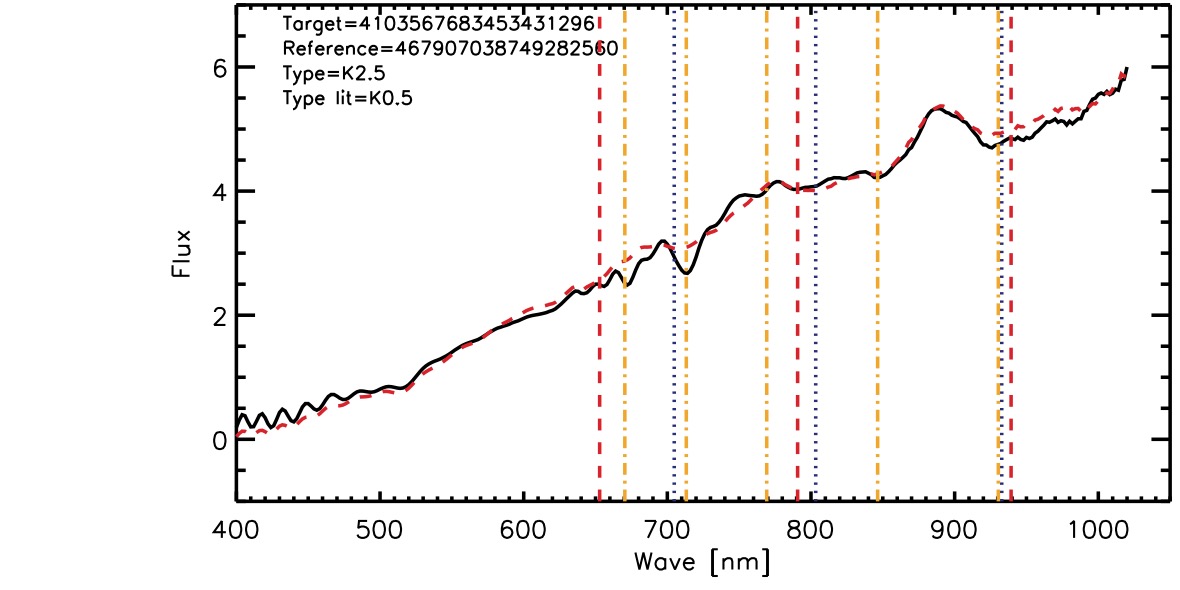 Target=4103567683453431296
Reference=467907038749282560
Type=K2.5
Type lit=K0.5
6
4
2
0
Flux
400 500 600 700 800 900 1000
Wave [nm]